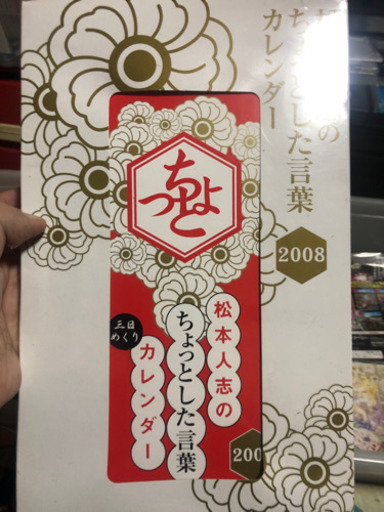 の
ちょっとした言葉
カレンダー
2008
ちょっと
松本人志の
ちょっとした言葉
カレンダー
三日
めくり
200